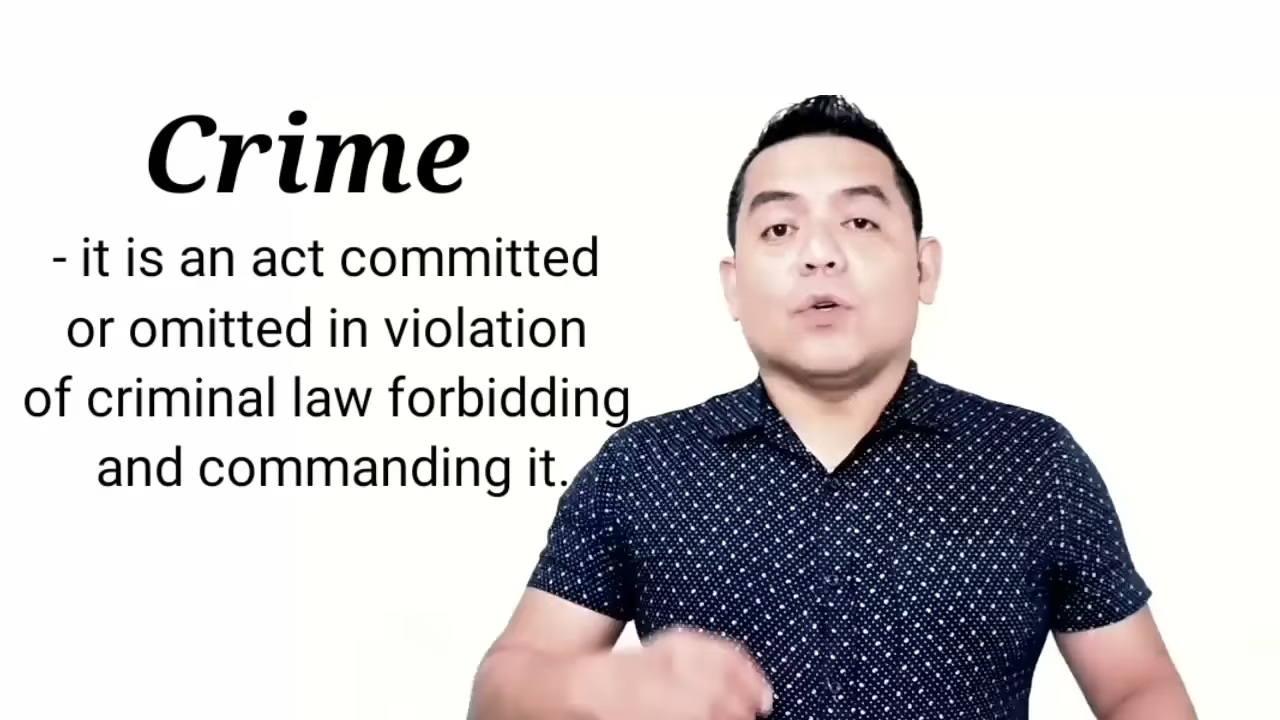 Crime
- it is an act committed
or omitted in violation
of criminal law forbidding
and commanding it.